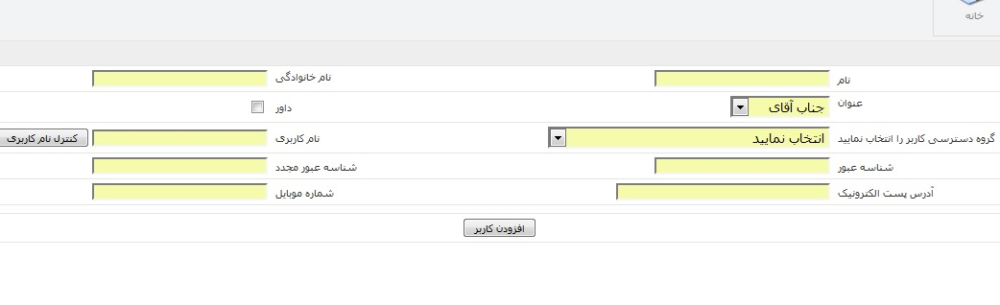 خانه
نام
نام خانوادگی
عنوان جناب آقای
داور
گروه دسترسی کاربر را انتخاب نمایید انتخاب نمایید
نام کاربری کنترل نام کاربری
شناسه عبور
شناسه عبور مجدد
آدرس پست الکترونیک
شماره موبایل
افزودن کاربر